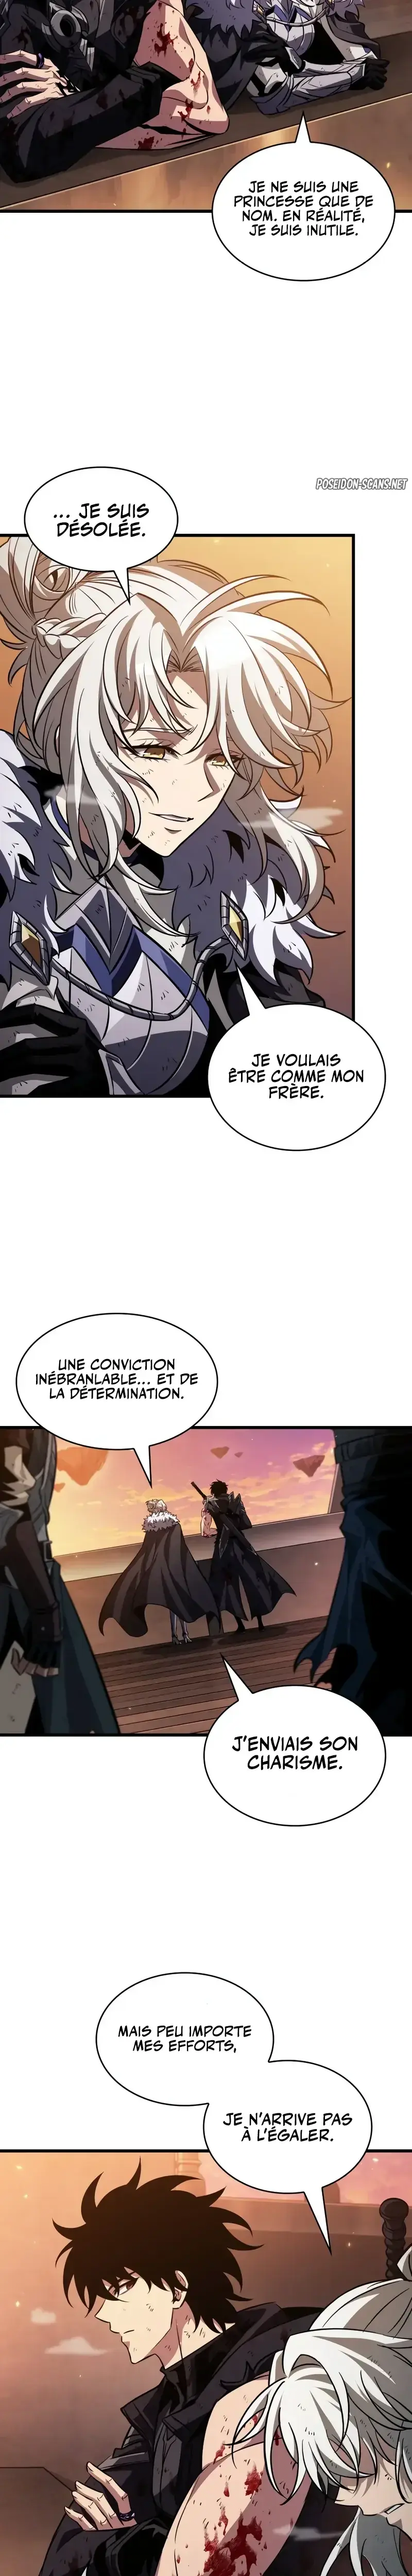 JE NE SUIS UNE
PRINCESSE QUE DE
NOM. EN RÉALITÉ,
JE SUIS INUTILE.
POSEIDON-SCANS.NET
... JE SUIS
DÉSOLÉE.
JE VOULAIS
ÊTRE COMME MON
FRÈRE.
UNE CONVICTION
INÉBRANLABLE... ET DE
LA DÉTERMINATION.
J'ENVIAIS SON
CHARISME.
MAIS PEU IMPORTE
MES EFFORTS,
JE N'ARRIVE PAS
À L'ÉGALER.